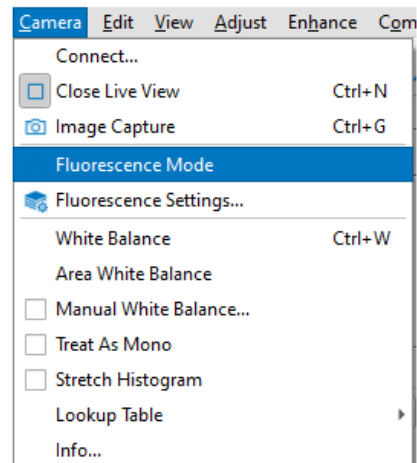 Camera Edit View Adjust Enhance Com
Connect...
Close Live View Ctrl+N
Image Capture Ctrl+G
Fluorescence Mode
Fluorescence Settings...
White Balance Ctrl+W
Area White Balance
Manual White Balance...
Treat As Mono
Stretch Histogram
Lookup Table
Info...